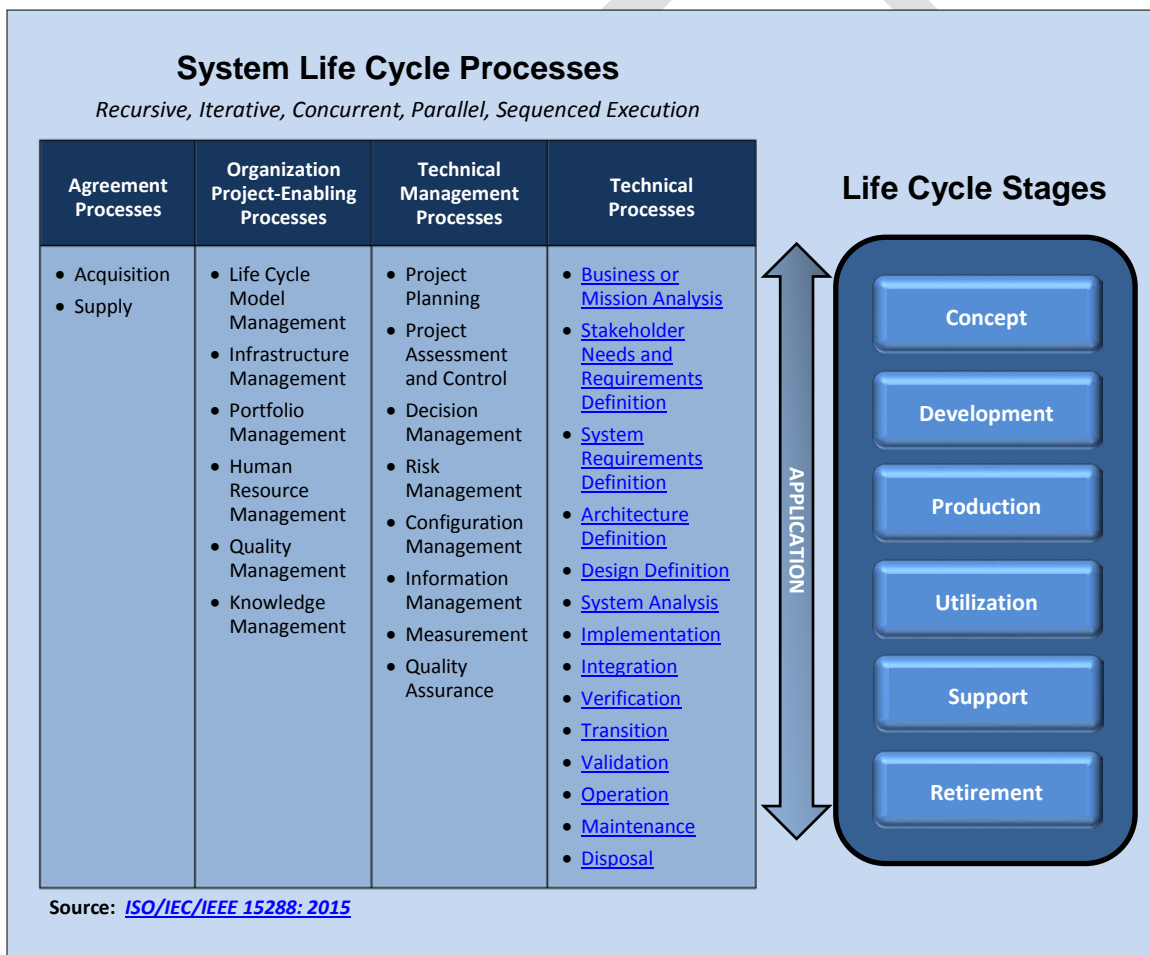 System Life Cycle Processes
Recursive, Iterative, Concurrent, Parallel, Sequenced Execution
Agreement
Processes
Organization
Project-Enabling
Processes
Technical
Management
Processes
Technical
Processes
• Acquisition
• Supply
• Life Cycle
Model
Management
• Infrastructure
Management
• Portfolio
Management
• Human
Resource
Management
• Quality
Management
• Knowledge
Management
• Project
Planning
• Project
Assessment
and Control
• Decision
Management
• Risk
Management
• Configuration
Management
• Information
Management
• Measurement
• Quality
Assurance
• Business or
Mission Analysis
• Stakeholder
Needs and
Requirements
Definition
• System
Requirements
Definition
• Architecture
Definition
• Design Definition
• System Analysis
• Implementation
• Integration
• Verification
• Transition
• Validation
• Operation
• Maintenance
• Disposal
Source: ISO/IEC/IEEE 15288: 2015
APPLICATION
Life Cycle Stages
Concept
Development
Production
Utilization
Support
Retirement